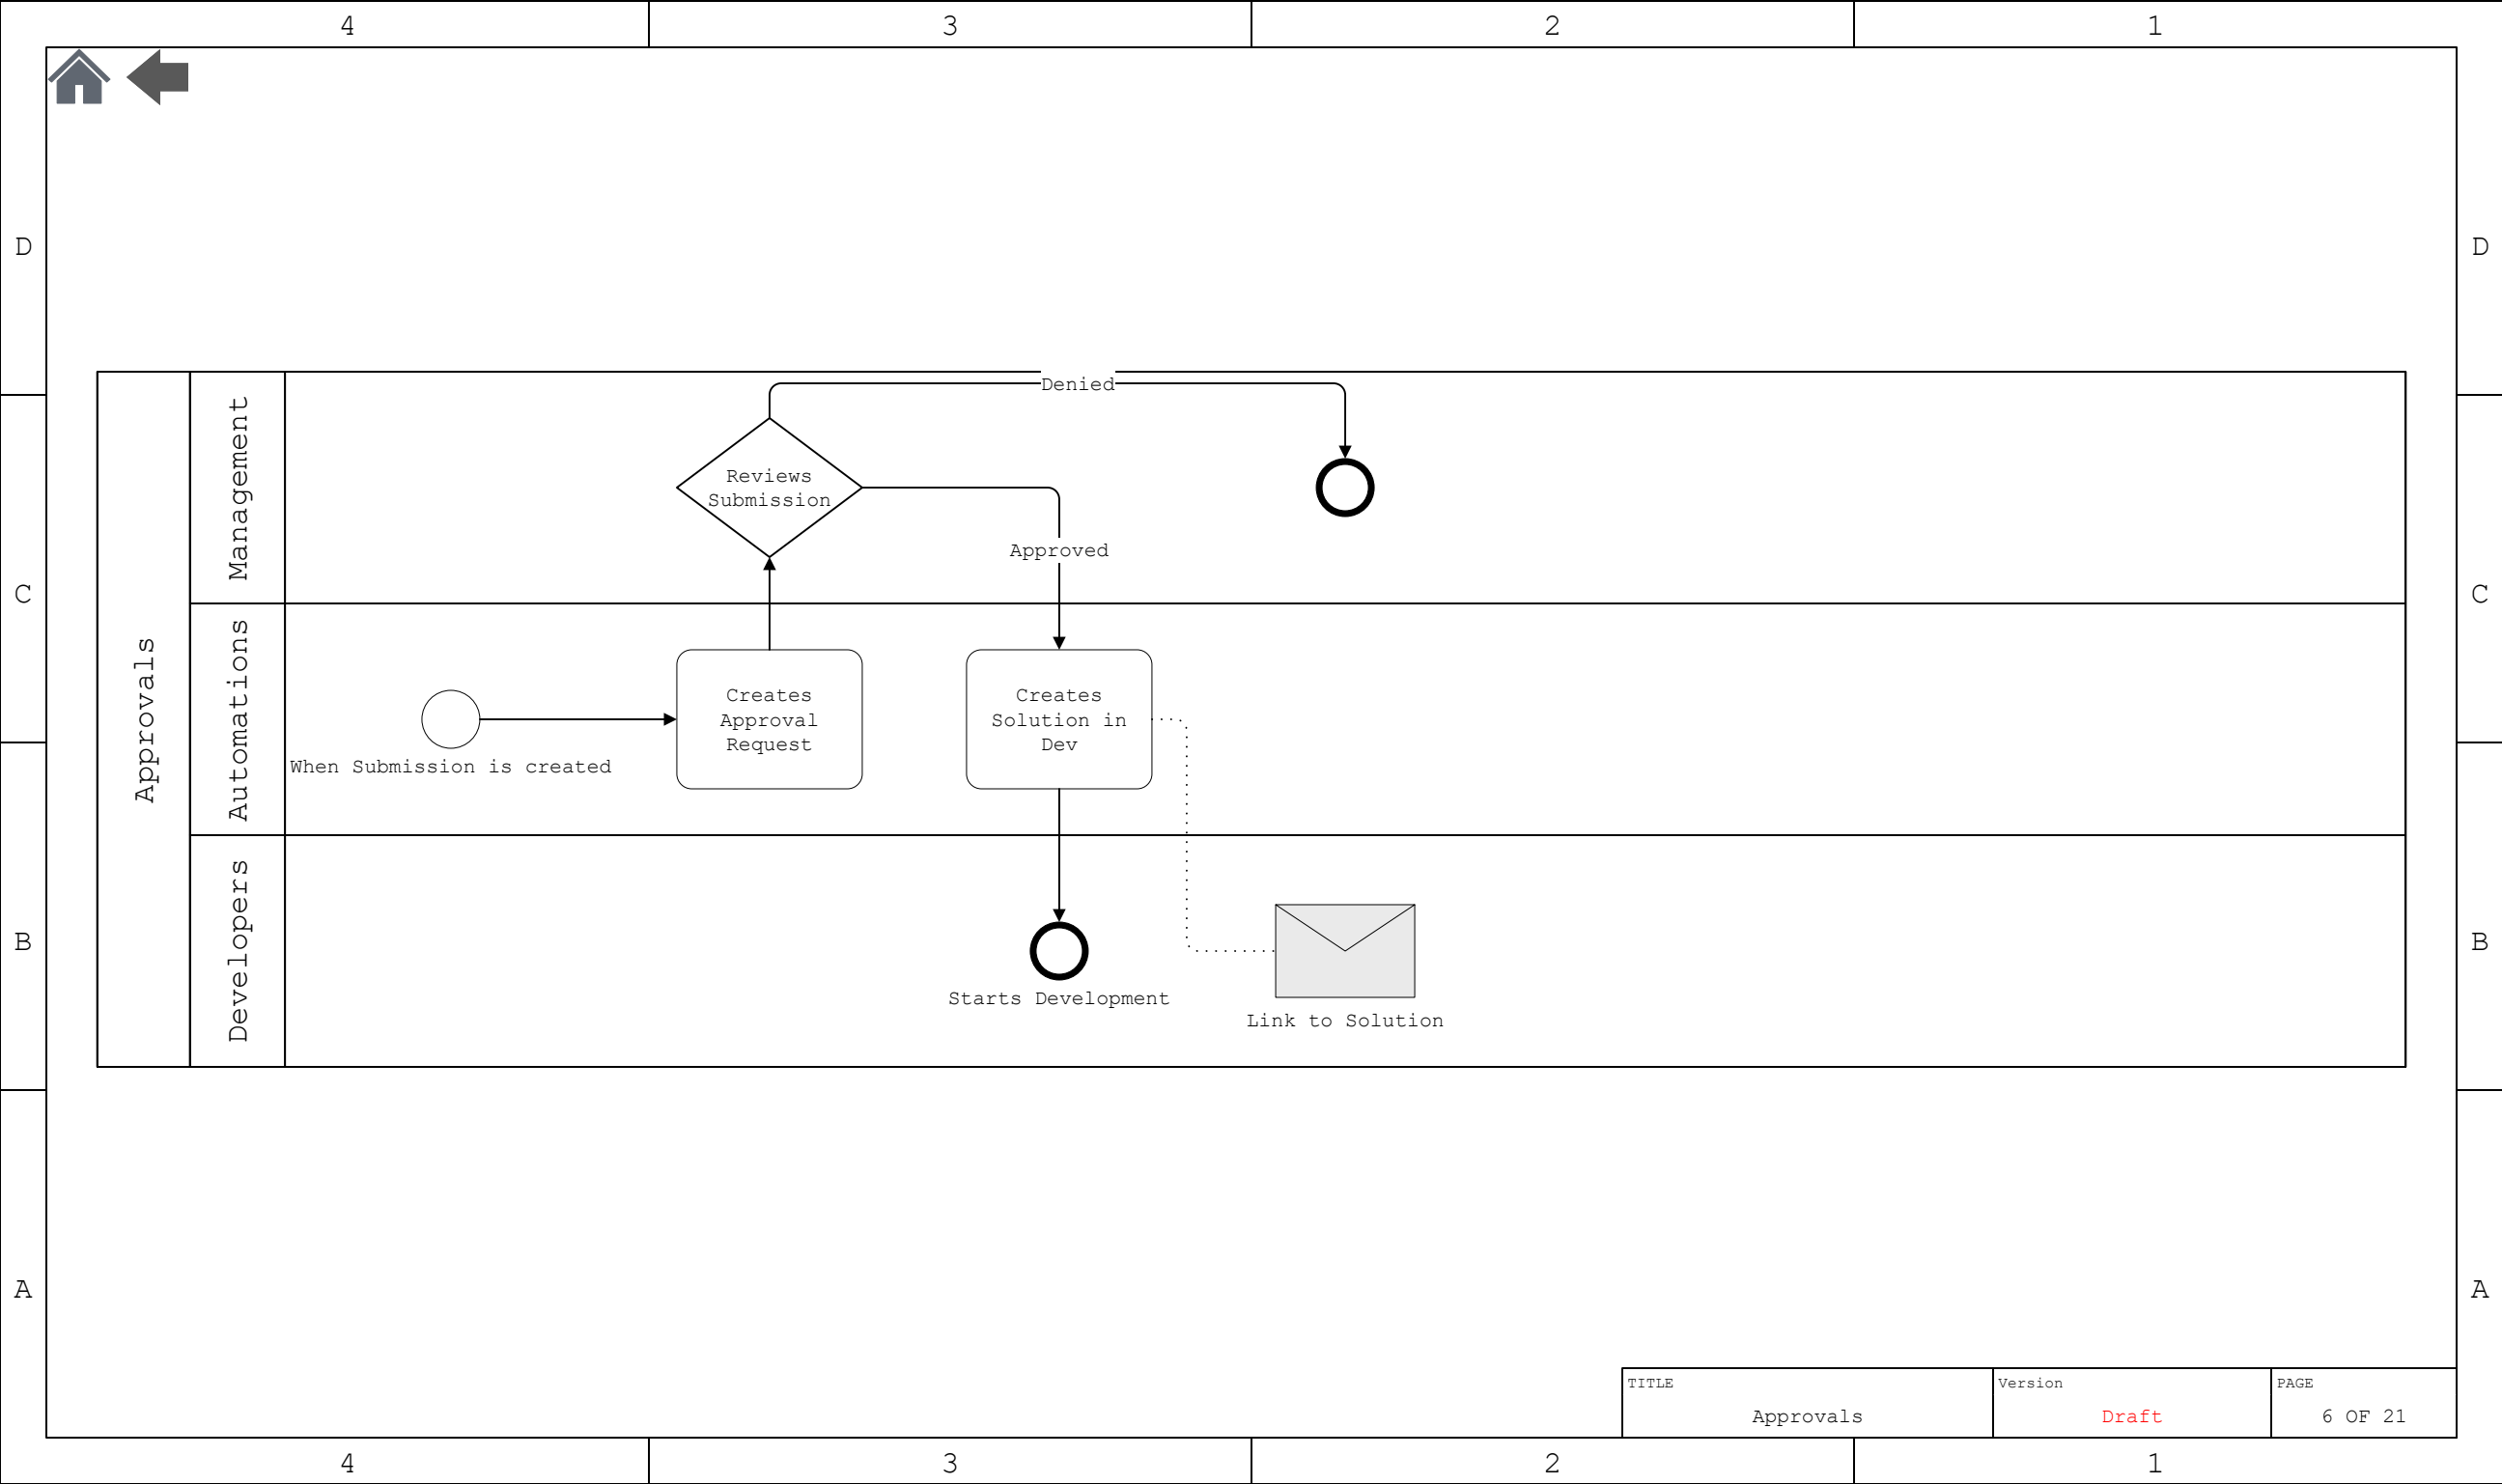 4 3 2 1
D D
Denied
Management
Reviews
Submission
Approved
C C
Approvals
Automations
Creates
Approval
Request
Creates
Solution in
Dev
When Submission is created
Developers
B B
Starts Development
Link to Solution
A A
TITLE
Approvals
Version
Draft
PAGE
6 OF 21
4 3 2 1